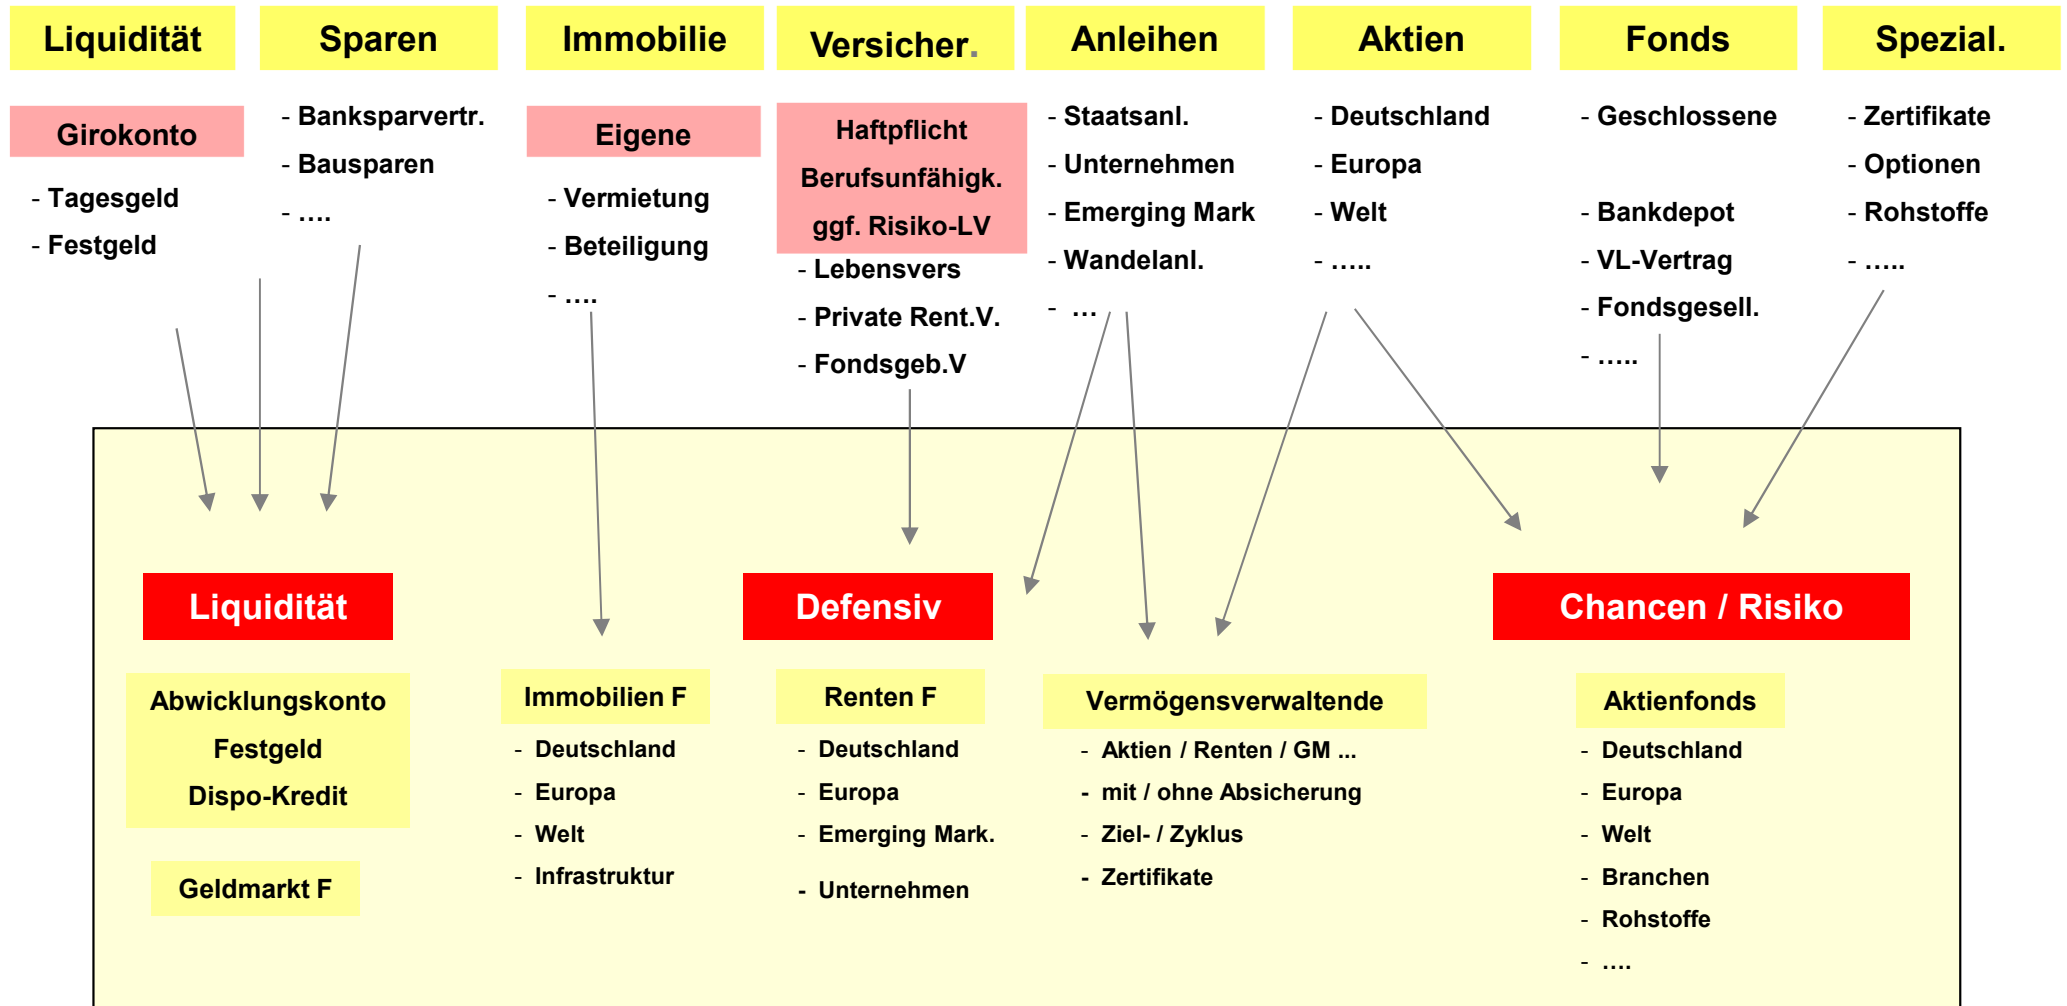 Liquidität
Girokonto
- Tagesgeld
- Festgeld
Sparen
- Banksparvertr.
- Bausparen
- ....
Immobilie
Eigene
- Vermietung
- Beteiligung
- ....
Versicher.
Haftpflicht
Berufsunfähigk.
ggf. Risiko-LV
- Lebensvers
- Private Rent.V.
- Fondsgeb.V
Anleihen
- Staatsanl.
- Unternehmen
- Emerging Mark
- Wandelanl.
- ...
Aktien
- Deutschland
- Europa
- Welt
- .....
Fonds
- Geschlossene
- Bankdepot
- VL-Vertrag
- Fondsgesell.
- .....
Spezial.
- Zertifikate
- Optionen
- Rohstoffe
- .....
Liquidität
Abwicklungskonto
Festgeld
Dispo-Kredit
Geldmarkt F
Immobilien F
- Deutschland
- Europa
- Welt
- Infrastruktur
Defensiv
Renten F
- Deutschland
- Europa
- Emerging Mark.
- Unternehmen
Vermögensverwaltende
- Aktien / Renten / GM ...
- mit / ohne Absicherung
- Ziel- / Zyklus
- Zertifikate
Chancen / Risiko
Aktienfonds
- Deutschland
- Europa
- Welt
- Branchen
- Rohstoffe
- ....